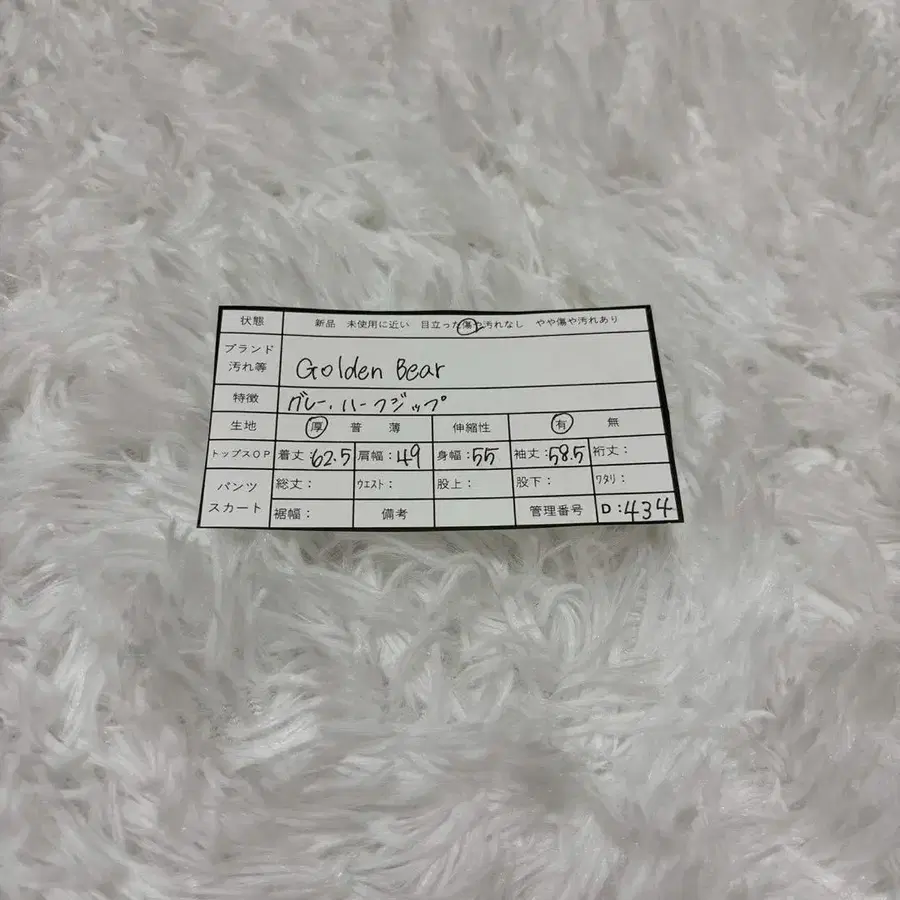 状態 新品 未使用に近い 目立った傷や汚れなし やや傷や汚れあり
ブランド
汚れ等 Golden Bear
特徴 グレー、ハーフジップ
生地 厚 普 薄 伸縮性 有 無
トップスOP 着丈:62.5 肩幅:49 身幅:55 袖丈:58.5 裄丈:
パンツ 総丈: ウエスト: 股上: 股下: ワタリ:
スカート 裾幅: 備考 管理番号 D:434